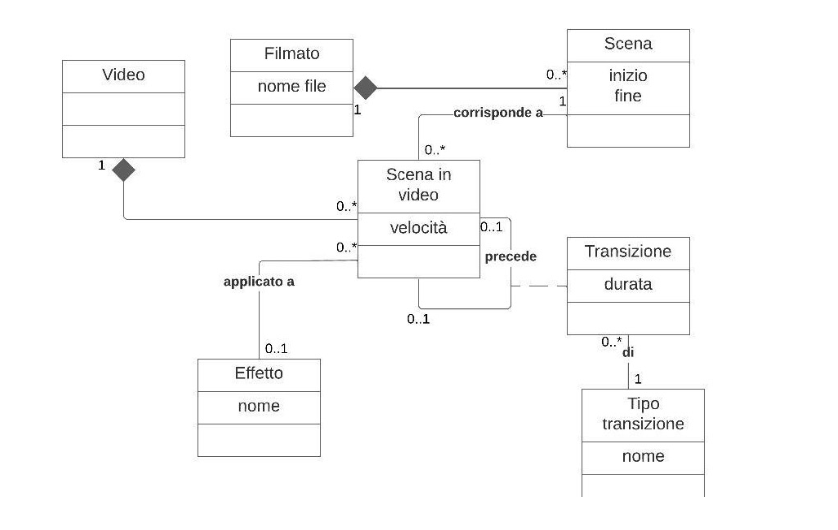 Scena
Filmato
Video
inizio
fine
nome file
0..*
1
1
corrisponde a
0..*
1
Scena in
video
0..*
velocità
0..1
0..*
Transizione
precede
applicato a
durata
0..1
0..*
di
0..1
1
Effetto
nome
Tipo
transizione
nome